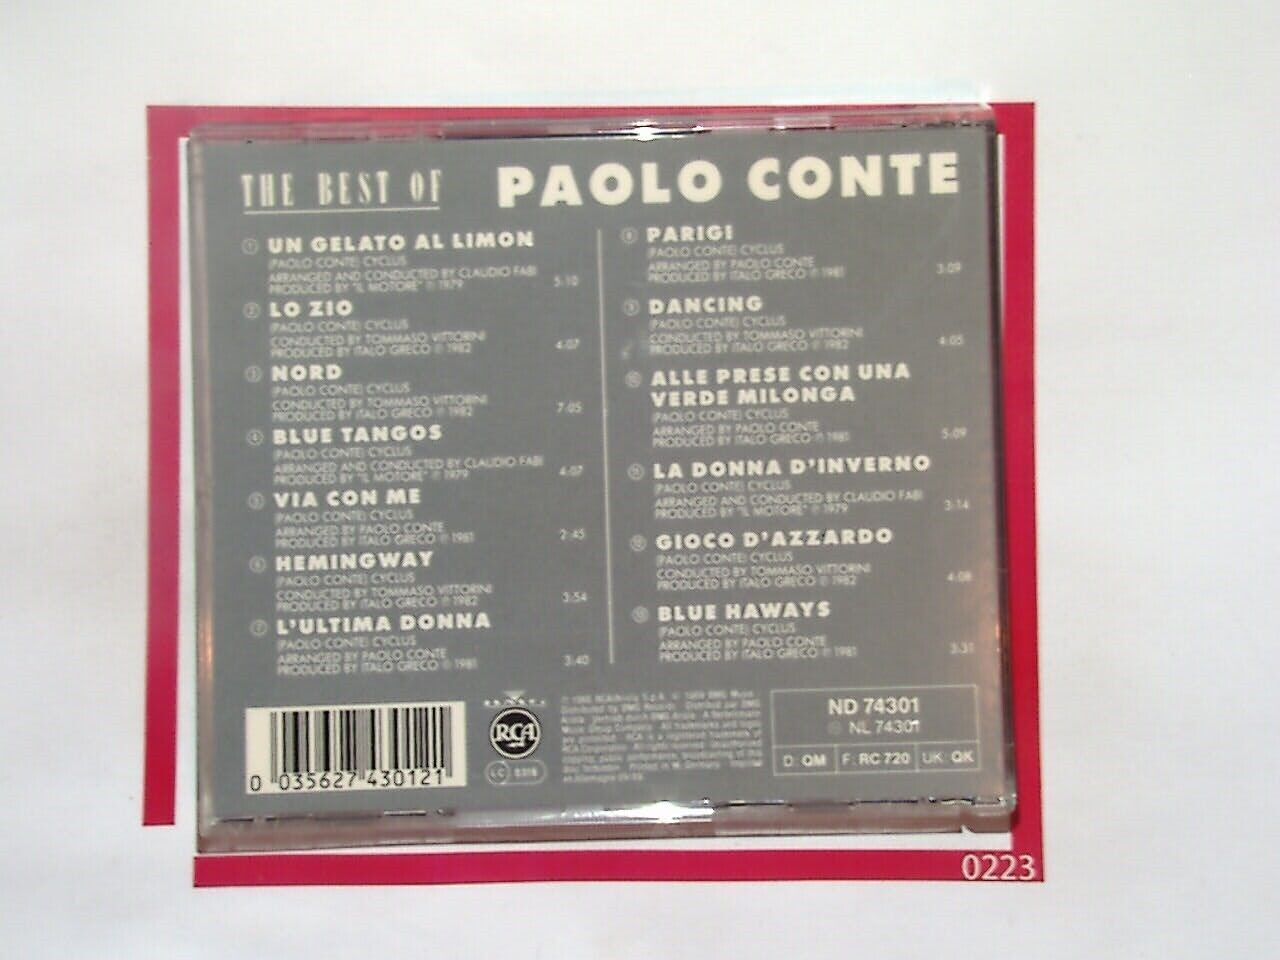 THE BEST OF PAOLO CONTE
1 UN GELATO AL LIMON
(PAOLO CONTE) CYCLUS
ARRANGED AND CONDUCTED BY CLAUDIO FABI
PRODUCED BY "IL MOTORE" ℗ 1979 5:10
2 LO ZIO
(PAOLO CONTE) CYCLUS
CONDUCTED BY TOMMASO VITTORINI
PRODUCED BY ITALO GRECO ℗ 1982 4:07
3 NORD
(PAOLO CONTE) CYCLUS
CONDUCTED BY TOMMASO VITTORINI
PRODUCED BY ITALO GRECO ℗ 1982 7:05
4 BLUE TANGOS
(PAOLO CONTE) CYCLUS
ARRANGED AND CONDUCTED BY CLAUDIO FABI
PRODUCED BY "IL MOTORE" ℗ 1979 4:07
5 VIA CON ME
(PAOLO CONTE) CYCLUS
ARRANGED BY PAOLO CONTE
PRODUCED BY ITALO GRECO ℗ 1981 2:45
6 HEMINGWAY
(PAOLO CONTE) CYCLUS
CONDUCTED BY TOMMASO VITTORINI
PRODUCED BY ITALO GRECO ℗ 1982 3:54
7 L'ULTIMA DONNA
(PAOLO CONTE) CYCLUS
ARRANGED BY PAOLO CONTE
PRODUCED BY ITALO GRECO ℗ 1981 3:40
8 PARIGI
(PAOLO CONTE) CYCLUS
ARRANGED BY PAOLO CONTE
PRODUCED BY ITALO GRECO ℗ 1981 3:09
9 DANCING
(PAOLO CONTE) CYCLUS
CONDUCTED BY TOMMASO VITTORINI
PRODUCED BY ITALO GRECO ℗ 1982 4:05
10 ALLE PRESE CON UNA
VERDE MILONGA
(PAOLO CONTE) CYCLUS
ARRANGED BY PAOLO CONTE
PRODUCED BY ITALO GRECO ℗ 1981 5:09
11 LA DONNA D'INVERNO
(PAOLO CONTE) CYCLUS
ARRANGED AND CONDUCTED BY CLAUDIO FABI
PRODUCED BY "IL MOTORE" ℗ 1979 3:14
12 GIOCO D'AZZARDO
(PAOLO CONTE) CYCLUS
CONDUCTED BY TOMMASO VITTORINI
PRODUCED BY ITALO GRECO ℗ 1982 4:08
13 BLUE HAWAYS
(PAOLO CONTE) CYCLUS
ARRANGED BY PAOLO CONTE
PRODUCED BY ITALO GRECO ℗ 1981 3:31
0 035627 430121
RCA
LC 0316
ND 74301
NL 74301
D: QM F: RC 720 UK: QK
0223